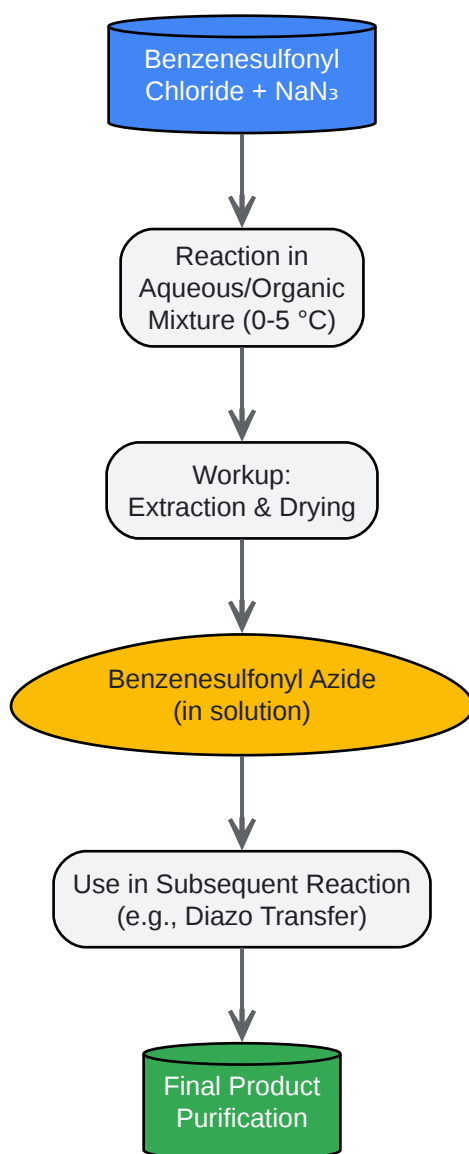 Benzenesulfonyl
Chloride + NaN₃
Reaction in
Aqueous/Organic
Mixture (0-5 °C)
Workup:
Extraction & Drying
Benzenesulfonyl Azide
(in solution)
Use in Subsequent Reaction
(e.g., Diazo Transfer)
Final Product
Purification